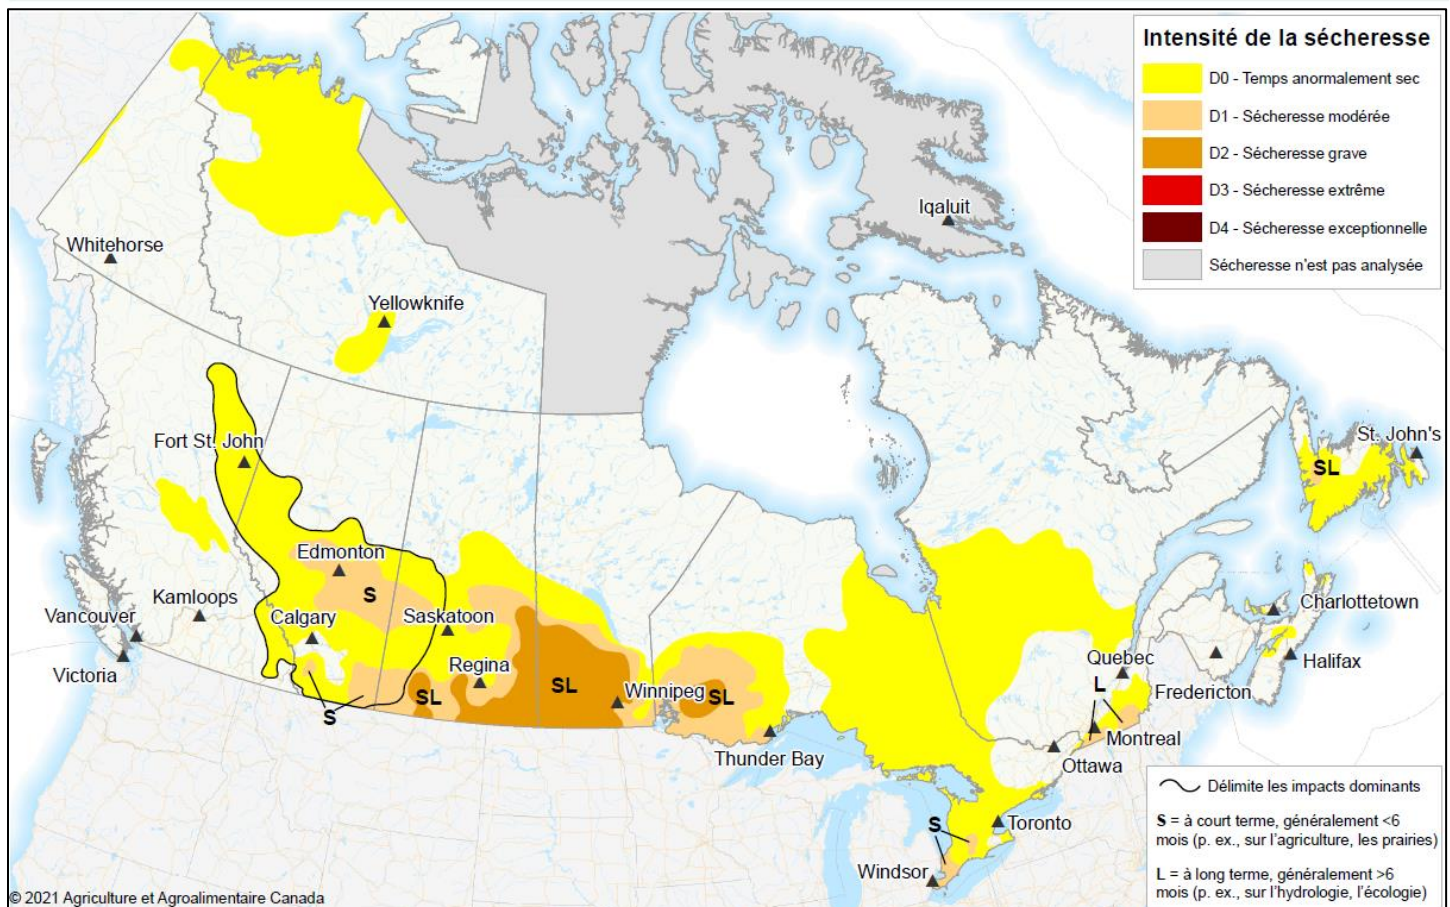 Intensité de la sécheresse
D0 - Temps anormalement sec
D1 - Sécheresse modérée
D2 - Sécheresse grave
D3 - Sécheresse extrême
D4 - Sécheresse exceptionnelle
Sécheresse n'est pas analysée
Iqaluit
Whitehorse
Yellowknife
Fort St. John
St. John's
SL
Edmonton
S
Kamloops
Calgary
Saskatoon
Vancouver
Victoria
Regina
SL
SL
Winnipeg
SL
S
Thunder Bay
Charlottetown
Halifax
Quebec
L
Fredericton
Montreal
Ottawa
S
Toronto
Windsor
Délimite les impacts dominants
S = à court terme, généralement <6
mois (p. ex., sur l'agriculture, les prairies)
L = à long terme, généralement >6
mois (p. ex., sur l'hydrologie, l'écologie)
© 2021 Agriculture et Agroalimentaire Canada